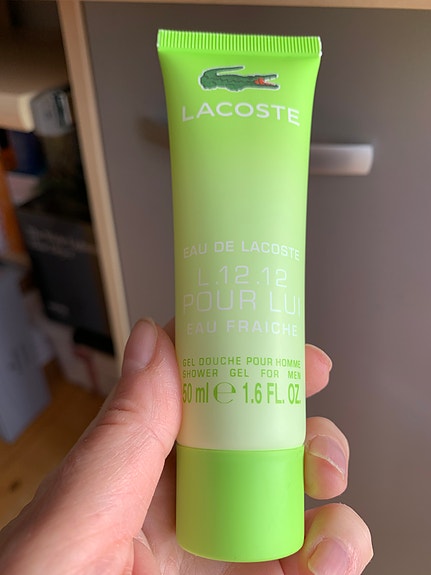 LACOSTE
EAU DE LACOSTE
L.12.12
POUR LUI
EAU FRAICHE
GEL DOUCHE POUR HOMME
SHOWER GEL FOR MEN
50 ml ℮ 1.6 FL. OZ.